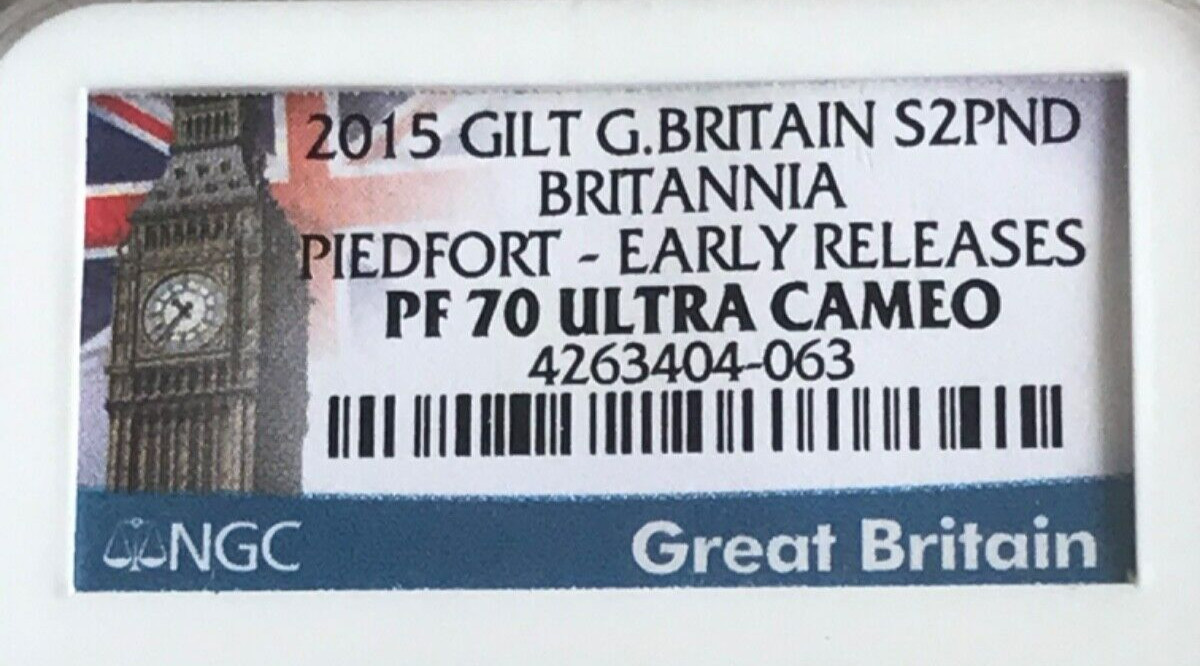 2015 GILT G.BRITAIN S2PND
BRITANNIA
PIEDFORT - EARLY RELEASES
PF 70 ULTRA CAMEO
4263404-063
NGC
Great Britain